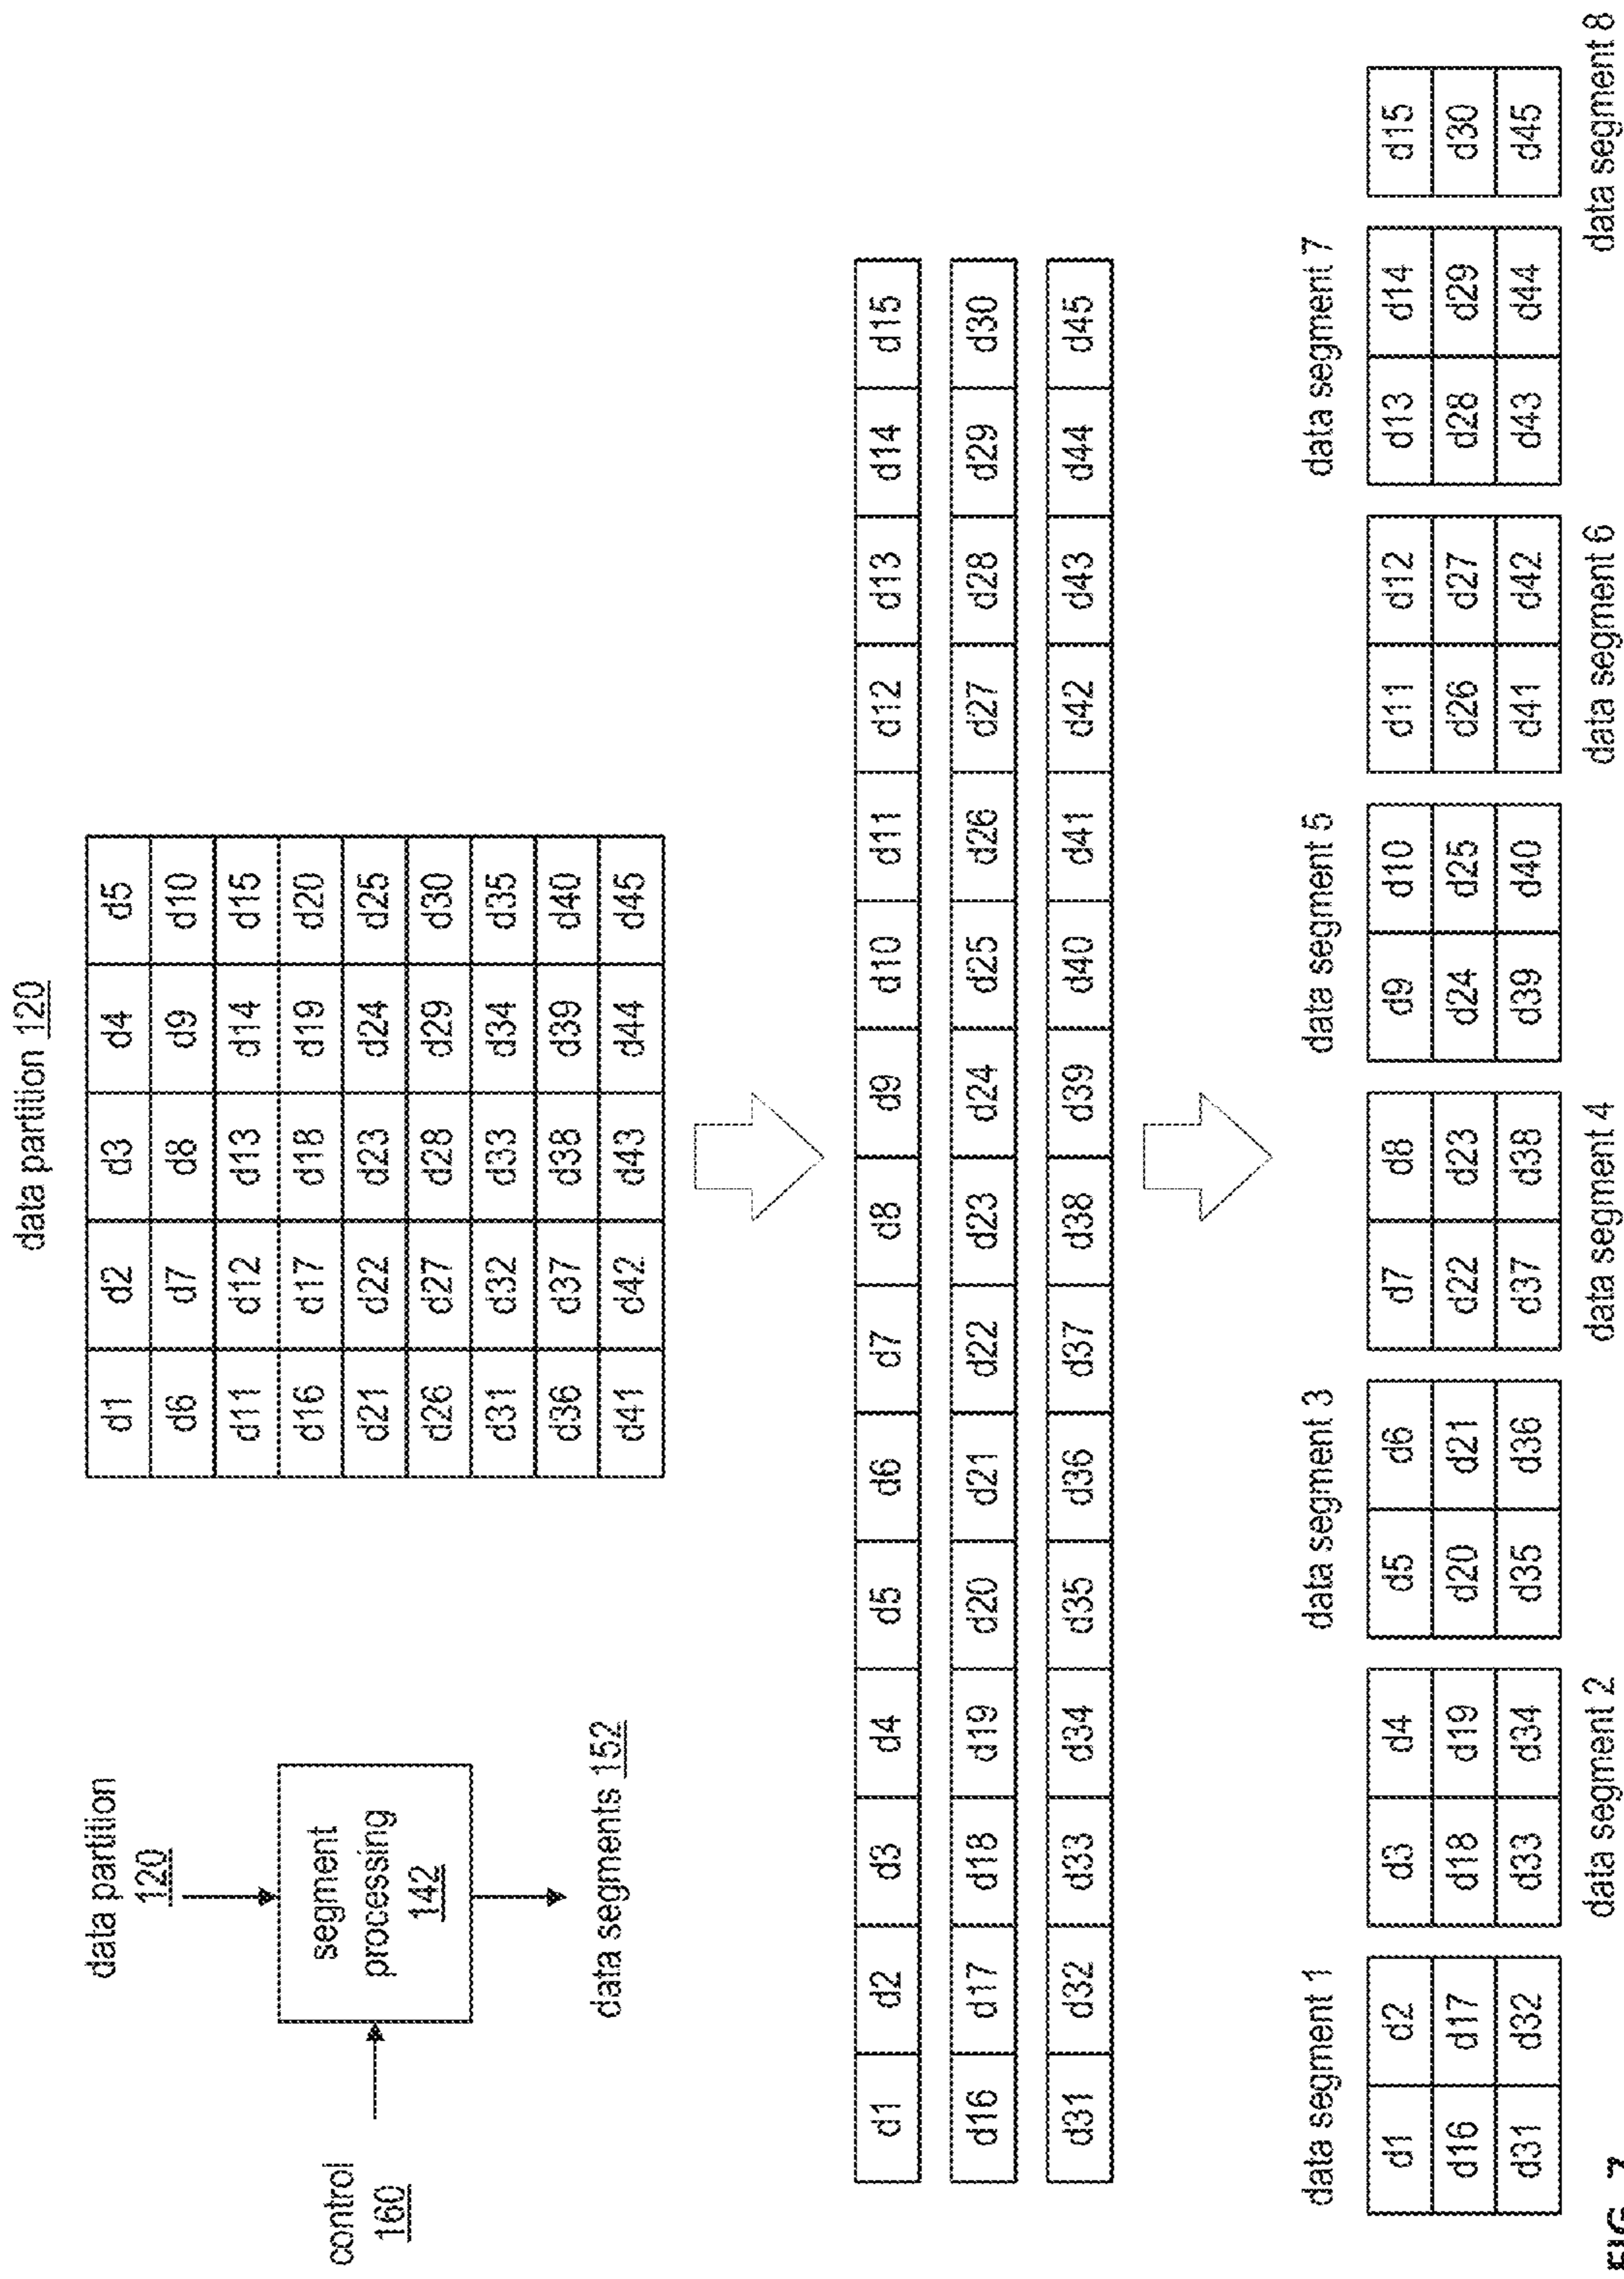 data partition
120
control
160
segment
processing
142
data segments 152
data partition 120
d1 d2 d3 d4 d5
d6 d7 d8 d9 d10
d11 d12 d13 d14 d15
d16 d17 d18 d19 d20
d21 d22 d23 d24 d25
d26 d27 d28 d29 d30
d31 d32 d33 d34 d35
d36 d37 d38 d39 d40
d41 d42 d43 d44 d45
d1 d2 d3 d4 d5 d6 d7 d8 d9 d10 d11 d12 d13 d14 d15
d16 d17 d18 d19 d20 d21 d22 d23 d24 d25 d26 d27 d28 d29 d30
d31 d32 d33 d34 d35 d36 d37 d38 d39 d40 d41 d42 d43 d44 d45
data segment 1
d1 d2
d16 d17
d31 d32
d3 d4
d18 d19
d33 d34
data segment 2
data segment 3
d5 d6
d20 d21
d35 d36
d7 d8
d22 d23
d37 d38
data segment 4
data segment 5
d9 d10
d24 d25
d39 d40
d11 d12
d26 d27
d41 d42
data segment 6
data segment 7
d13 d14
d28 d29
d43 d44
d15
d30
d45
data segment 8
FIG. 7